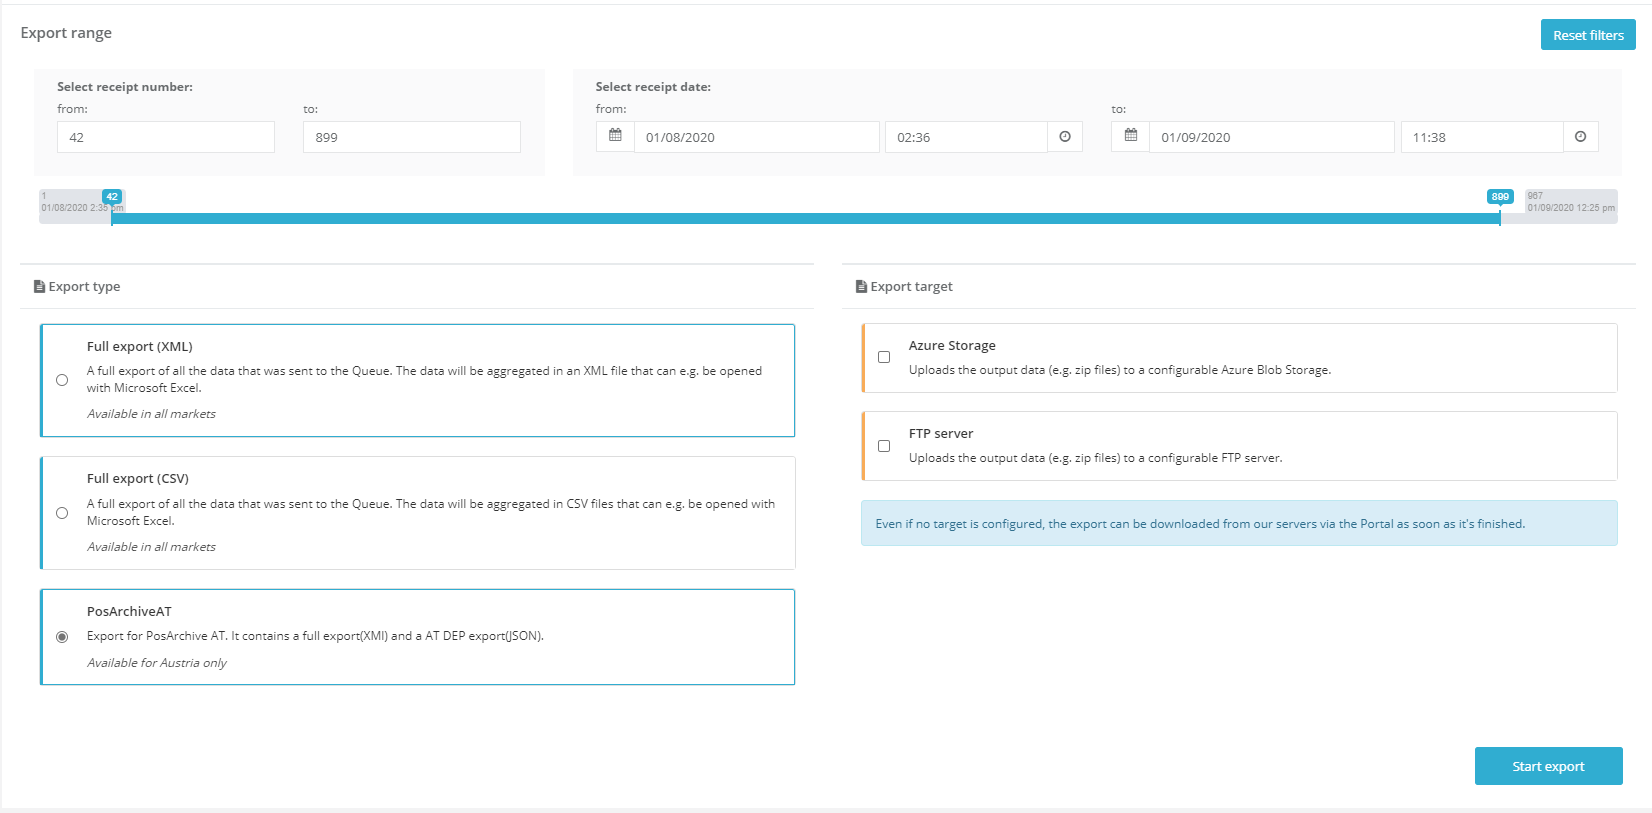 Export range
Reset filters
Select receipt number:
from:
to:
42
899
Select receipt date:
from:
to:
01/08/2020
02:36
01/09/2020
11:38
1
01/08/2020 2:35 pm
42
899
967
01/09/2020 12:25 pm
Export type
Full export (XML)
A full export of all the data that was sent to the Queue. The data will be aggregated in an XML file that can e.g. be opened
with Microsoft Excel.
Available in all markets
Full export (CSV)
A full export of all the data that was sent to the Queue. The data will be aggregated in CSV files that can e.g. be opened with
Microsoft Excel.
Available in all markets
PosArchiveAT
Export for PosArchive AT. It contains a full export(XMl) and a AT DEP export(JSON).
Available for Austria only
Export target
Azure Storage
Uploads the output data (e.g. zip files) to a configurable Azure Blob Storage.
FTP server
Uploads the output data (e.g. zip files) to a configurable FTP server.
Even if no target is configured, the export can be downloaded from our servers via the Portal as soon as it's finished.
Start export